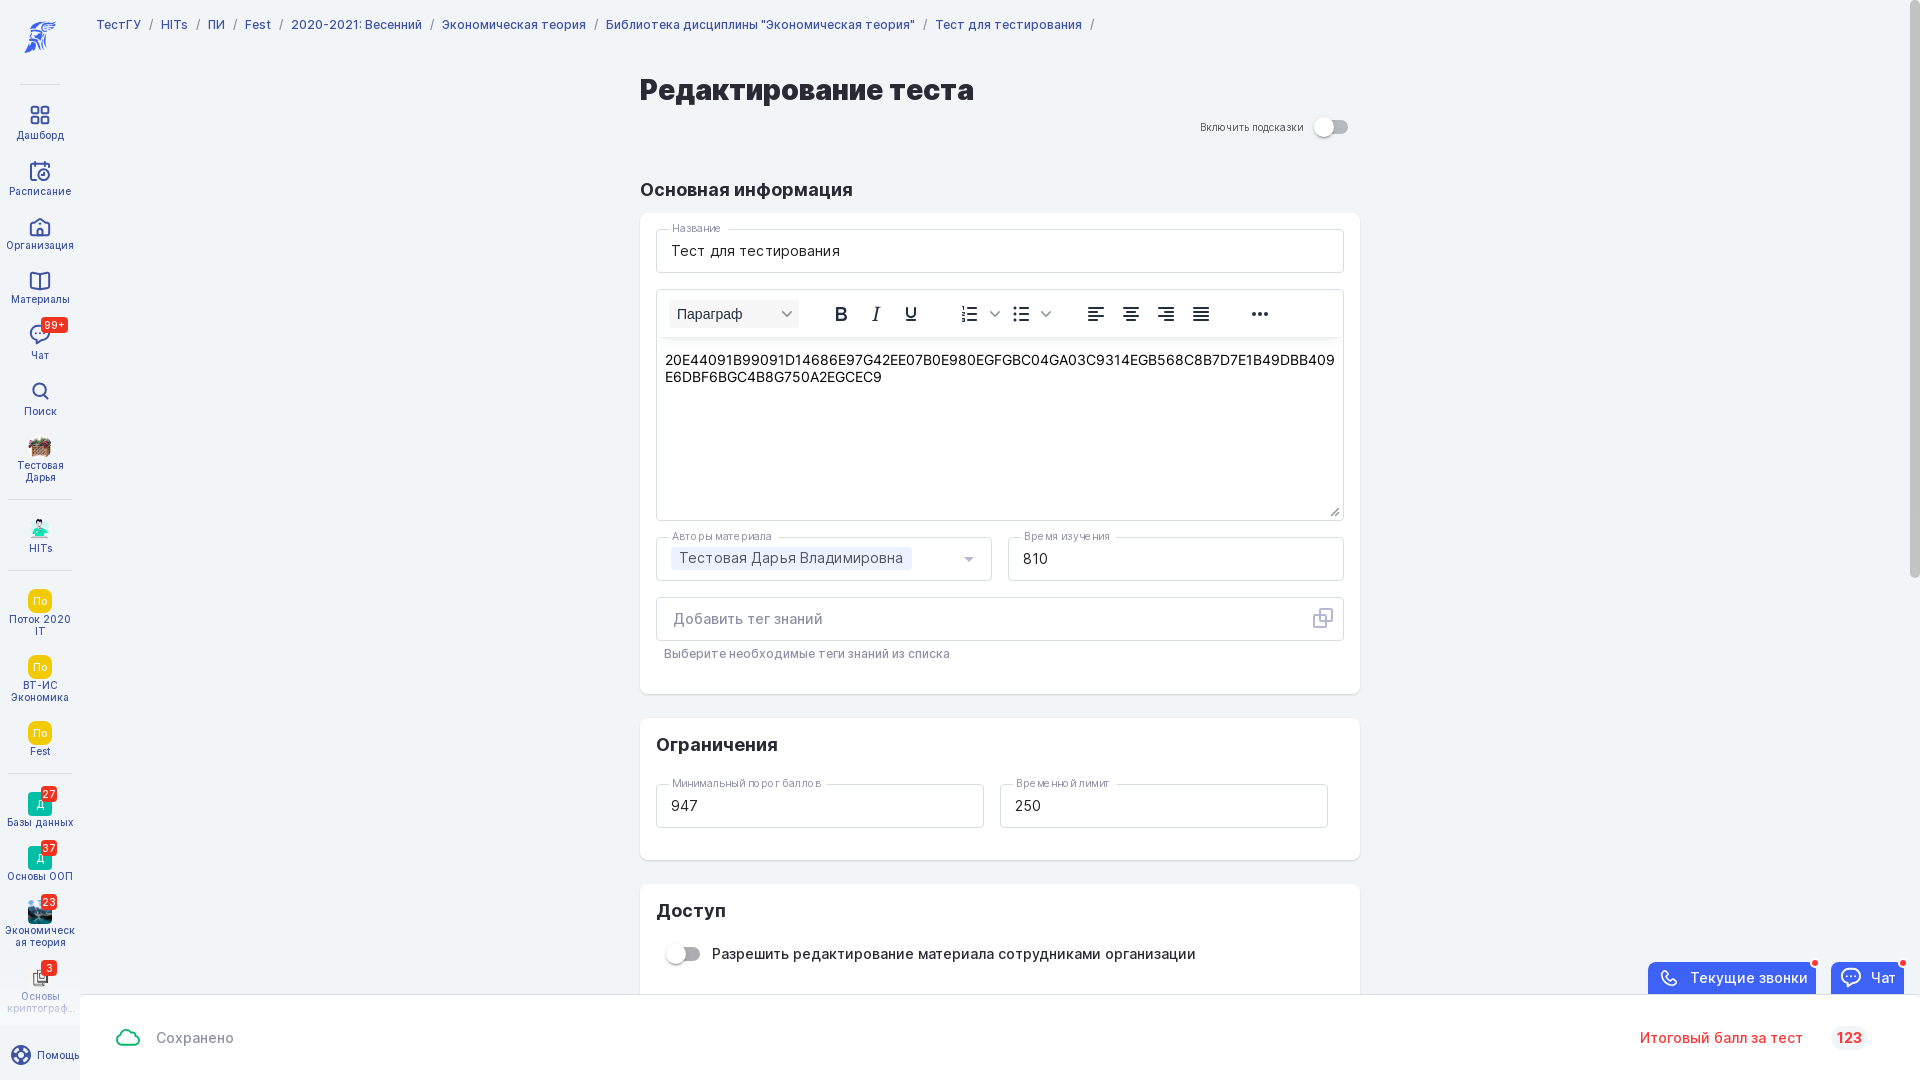 ТестГУ / HITs / ПИ / Fest / 2020-2021: Весенний / Экономическая теория / Библиотека дисциплины "Экономическая теория" / Тест для тестирования /
Дашборд
Расписание
Организация
Материалы
99+
Чат
Поиск
Тестовая
Дарья
HITs
По
Поток 2020
IT
По
ВТ-ИС
Экономика
По
Fest
27
Д
Базы данных
37
Д
Основы ООП
23
Экономическ
ая теория
3
Основы
криптограф...
Помощь
Редактирование теста
Включить подсказки
Основная информация
Название
Тест для тестирования
Параграф
20E44091B99091D14686E97G42EE07B0E980EGFGBC04GA03C9314EGB568C8B7D7E1B49DBB409
E6DBF6BGC4B8G750A2EGCEC9
Авторы материала
Тестовая Дарья Владимировна
Время изучения
810
Добавить тег знаний
Выберите необходимые теги знаний из списка
Ограничения
Минимальный порог баллов
947
Временной лимит
250
Доступ
Разрешить редактирование материала сотрудниками организации
Текущие звонки
Чат
Сохранено
Итоговый балл за тест 123